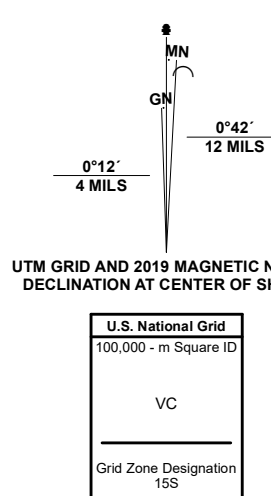 MN
GN
0°42´
12 MILS
0°12´
4 MILS
UTM GRID AND 2019 MAGNETIC
DECLINATION AT CENTER OF
U.S. National Grid
100,000 - m Square ID
VC
Grid Zone Designation
15S